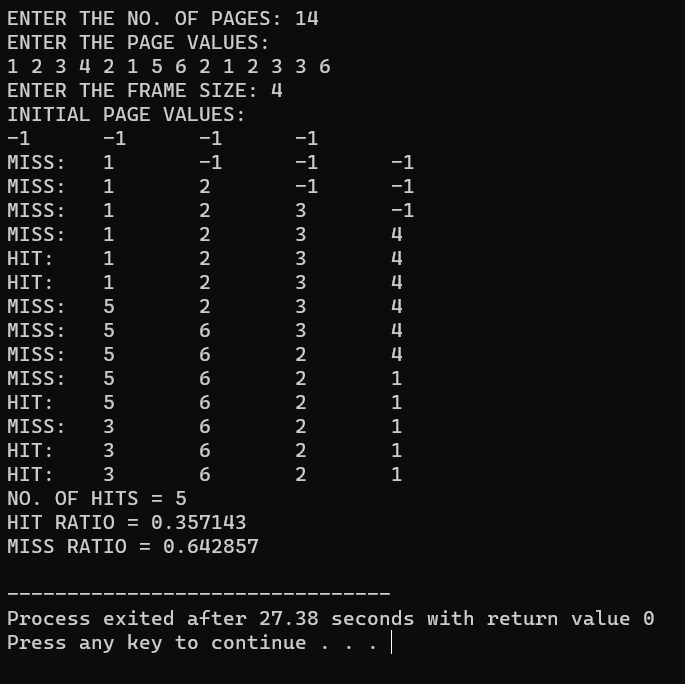 ENTER THE NO. OF PAGES: 14
ENTER THE PAGE VALUES:
1 2 3 4 2 1 5 6 2 1 2 3 3 6
ENTER THE FRAME SIZE: 4
INITIAL PAGE VALUES:
-1 -1 -1 -1
MISS: 1 -1 -1 -1
MISS: 1 2 -1 -1
MISS: 1 2 3 -1
MISS: 1 2 3 4
HIT: 1 2 3 4
HIT: 1 2 3 4
MISS: 5 2 3 4
MISS: 5 6 3 4
MISS: 5 6 2 4
MISS: 5 6 2 1
HIT: 5 6 2 1
MISS: 3 6 2 1
HIT: 3 6 2 1
HIT: 3 6 2 1
NO. OF HITS = 5
HIT RATIO = 0.357143
MISS RATIO = 0.642857
--------------------------------
Process exited after 27.38 seconds with return value 0
Press any key to continue . . .